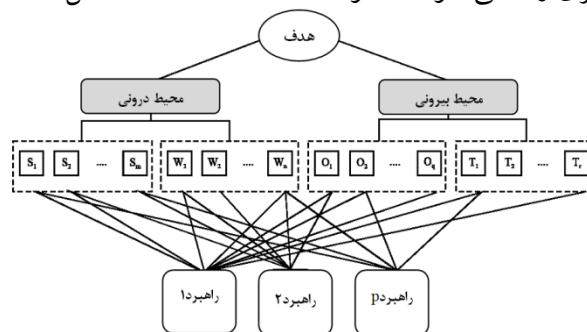 هدف
محیط درونی
محیط بیرونی
S1 S2 .... Sm W1 W2 .... Wn O1 O2 .... Oq T1 T2 .... Tr
راهبرد۱
راهبرد۲
راهبردp